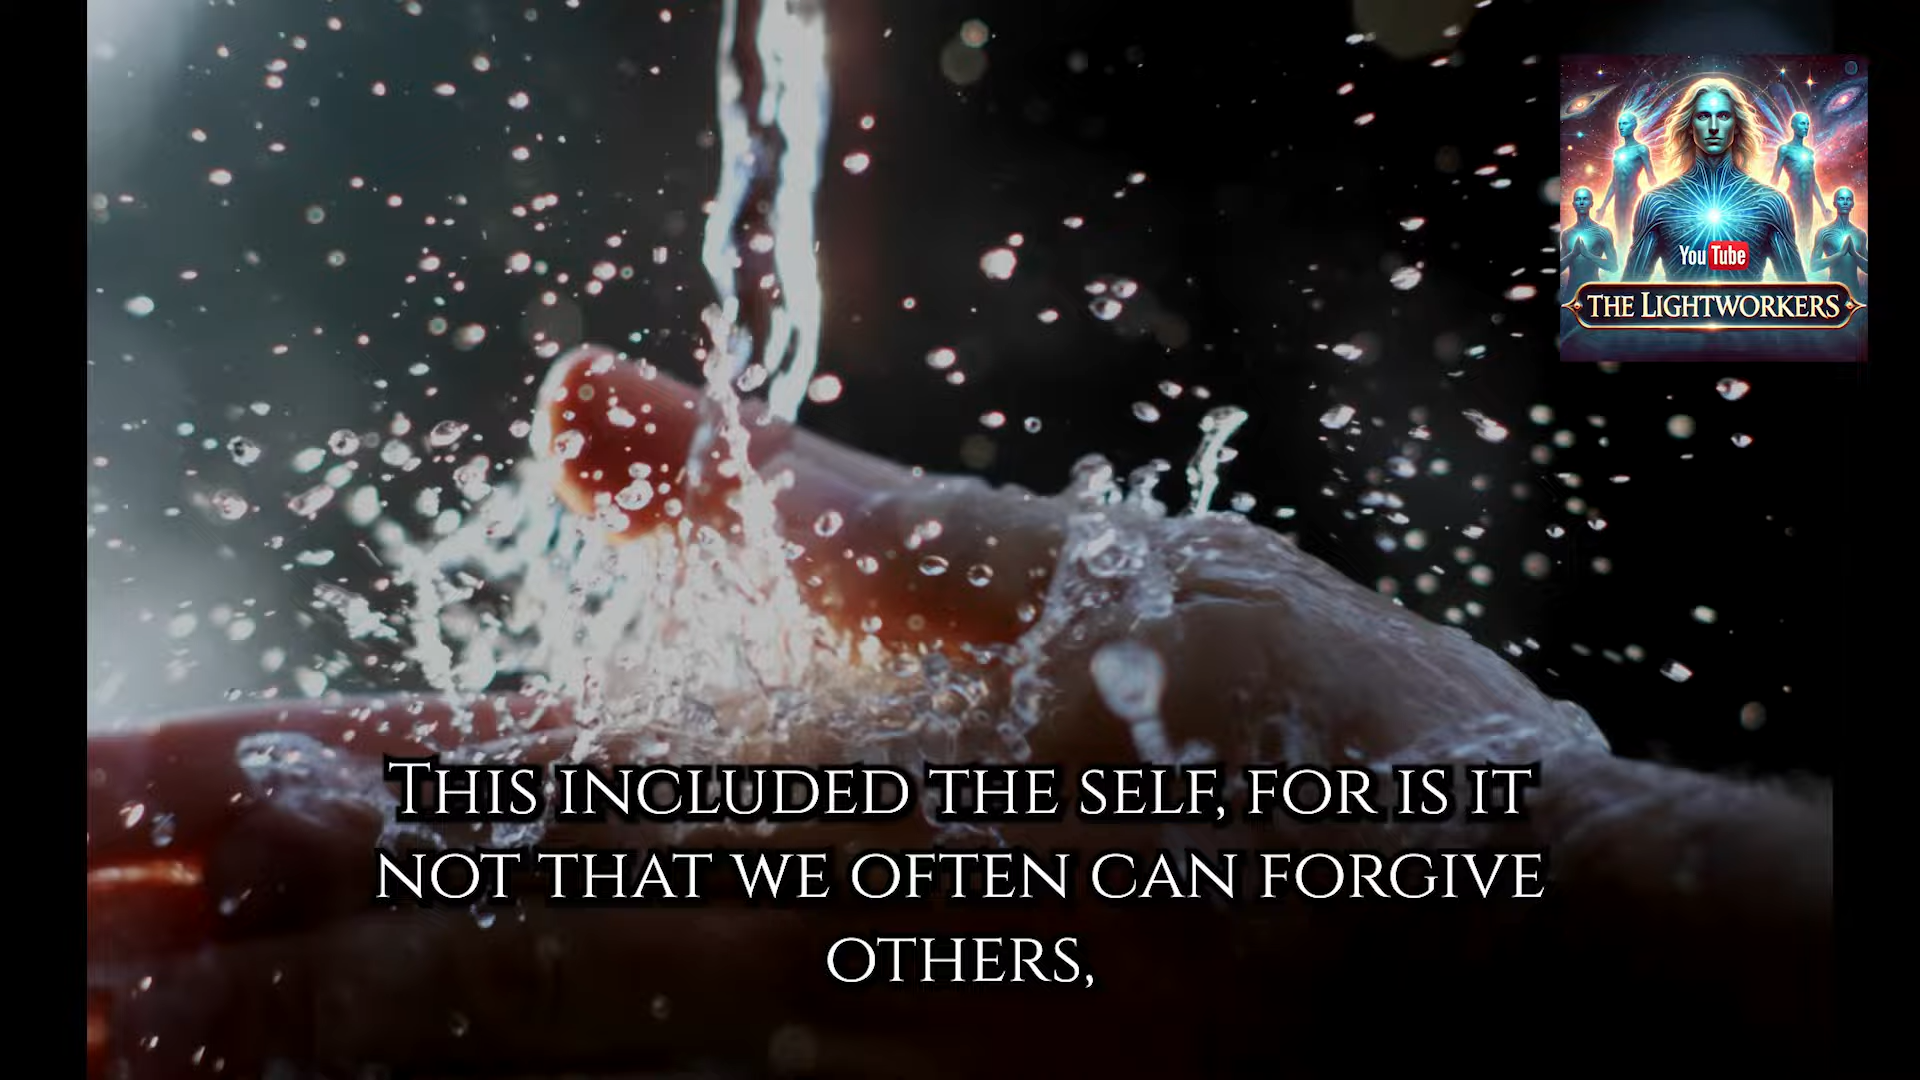 YouTube
THE LIGHTWORKERS
THIS INCLUDED THE SELF, FOR IS IT
NOT THAT WE OFTEN CAN FORGIVE
OTHERS,